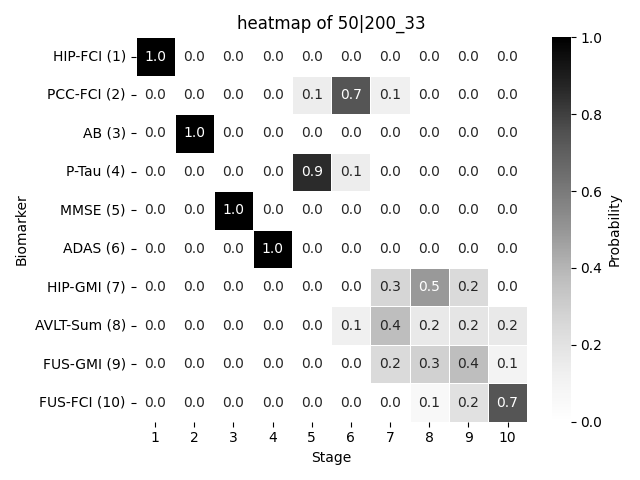 heatmap of 50|200_33
HIP-FCI (1) 1.0 0.0 0.0 0.0 0.0 0.0 0.0 0.0 0.0 0.0
PCC-FCI (2) 0.0 0.0 0.0 0.0 0.1 0.7 0.1 0.0 0.0 0.0
AB (3) 0.0 1.0 0.0 0.0 0.0 0.0 0.0 0.0 0.0 0.0
P-Tau (4) 0.0 0.0 0.0 0.0 0.9 0.1 0.0 0.0 0.0 0.0
MMSE (5) 0.0 0.0 1.0 0.0 0.0 0.0 0.0 0.0 0.0 0.0
ADAS (6) 0.0 0.0 0.0 1.0 0.0 0.0 0.0 0.0 0.0 0.0
HIP-GMI (7) 0.0 0.0 0.0 0.0 0.0 0.0 0.3 0.5 0.2 0.0
AVLT-Sum (8) 0.0 0.0 0.0 0.0 0.0 0.1 0.4 0.2 0.2 0.2
FUS-GMI (9) 0.0 0.0 0.0 0.0 0.0 0.0 0.2 0.3 0.4 0.1
FUS-FCI (10) 0.0 0.0 0.0 0.0 0.0 0.0 0.0 0.1 0.2 0.7
1 2 3 4 5 6 7 8 9 10
Stage
Biomarker
1.0
0.8
0.6
0.4
0.2
0.0
Probability